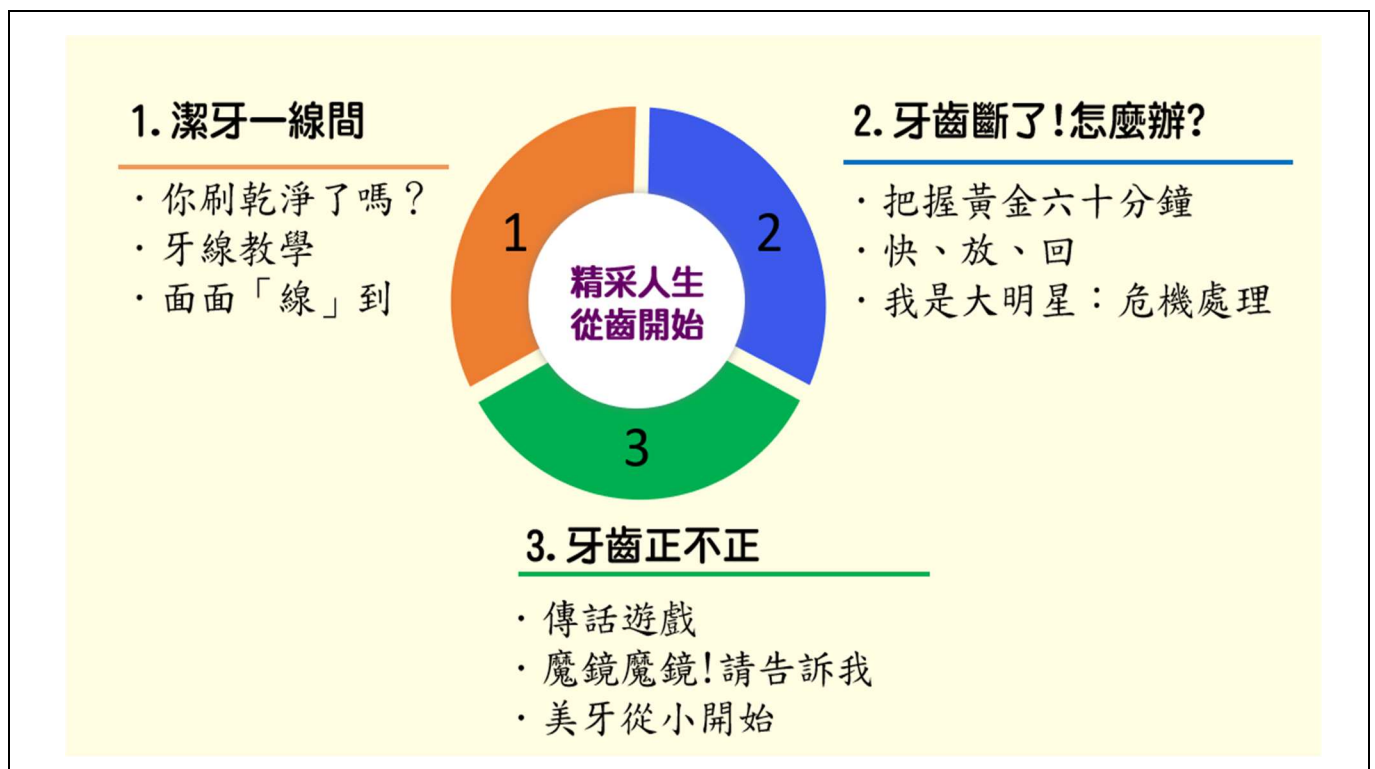 1.潔牙一線間
·你刷乾淨了嗎？
·牙線教學
·面面「線」到
1
2
3
精采人生
從齒開始
2.牙齒斷了!怎麼辦?
·把握黃金六十分鐘
·快、放、回
·我是大明星：危機處理
3.牙齒正不正
·傳話遊戲
·魔鏡魔鏡!請告訴我
·美牙從小開始